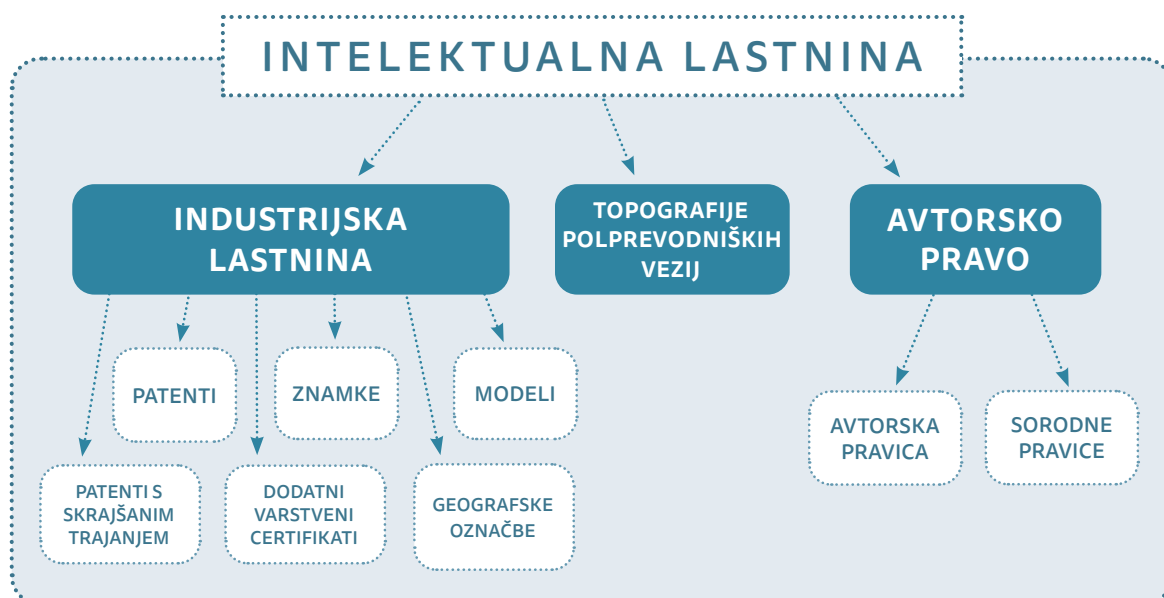 INTELEKTUALNA LASTNINA
INDUSTRIJSKA
LASTNINA
TOPOGRAFIJE
POLPREVODNIŠKIH
VEZIJ
AVTORSKO
PRAVO
PATENTI
ZNAMKE
MODELI
AVTORSKA
PRAVICA
SORODNE
PRAVICE
PATENTI S
SKRAJŠANIM
TRAJANJEM
DODATNI
VARSTVENI
CERTIFIKATI
GEOGRAFSKE
OZNAČBE